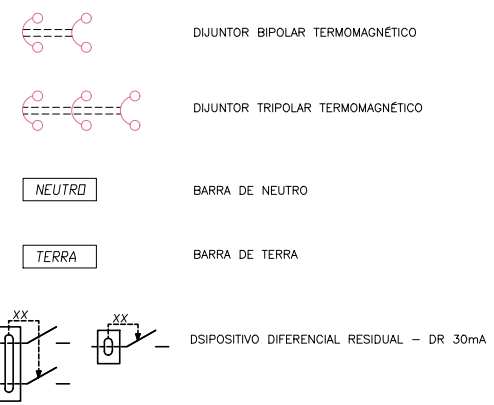 DIJUNTOR BIPOLAR TERMOMAGNÉTICO
DIJUNTOR TRIPOLAR TERMOMAGNÉTICO
NEUTRO BARRA DE NEUTRO
TERRA BARRA DE TERRA
XX XX
DSIPOSITIVO DIFERENCIAL RESIDUAL – DR 30mA